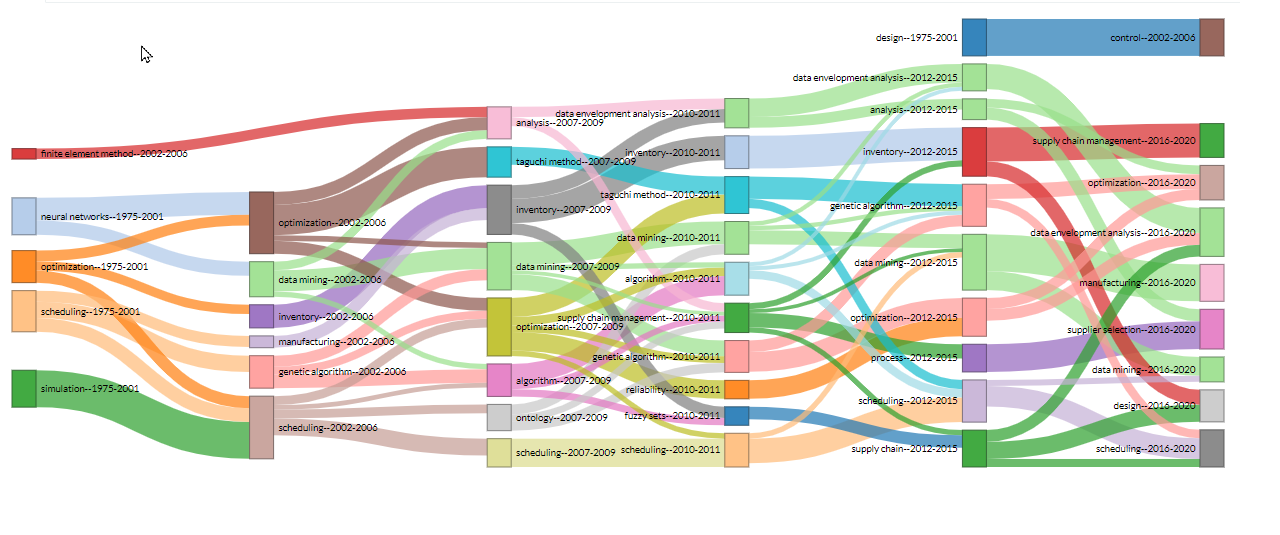 finite element method--2002-2006
neural networks--1975-2001
optimization--1975-2001
scheduling--1975-2001
simulation--1975-2001
optimization--2002-2006
data mining--2002-2006
inventory--2002-2006
manufacturing--2002-2006
genetic algorithm--2002-2006
scheduling--2002-2006
analysis--2007-2009
taguchi method--2007-2009
inventory--2007-2009
data mining--2007-2009
optimization--2007-2009
algorithm--2007-2009
ontology--2007-2009
scheduling--2007-2009
data envelopment analysis--2010-2011
inventory--2010-2011
taguchi method--2010-2011
data mining--2010-2011
algorithm--2010-2011
supply chain management--2010-2011
genetic algorithm--2010-2011
reliability--2010-2011
fuzzy sets--2010-2011
scheduling--2010-2011
design--1975-2001
data envelopment analysis--2012-2015
analysis--2012-2015
inventory--2012-2015
genetic algorithm--2012-2015
data mining--2012-2015
optimization--2012-2015
process--2012-2015
scheduling--2012-2015
supply chain--2012-2015
control--2002-2006
supply chain management--2016-2020
optimization--2016-2020
data envelopment analysis--2016-2020
manufacturing--2016-2020
supplier selection--2016-2020
data mining--2016-2020
design--2016-2020
scheduling--2016-2020